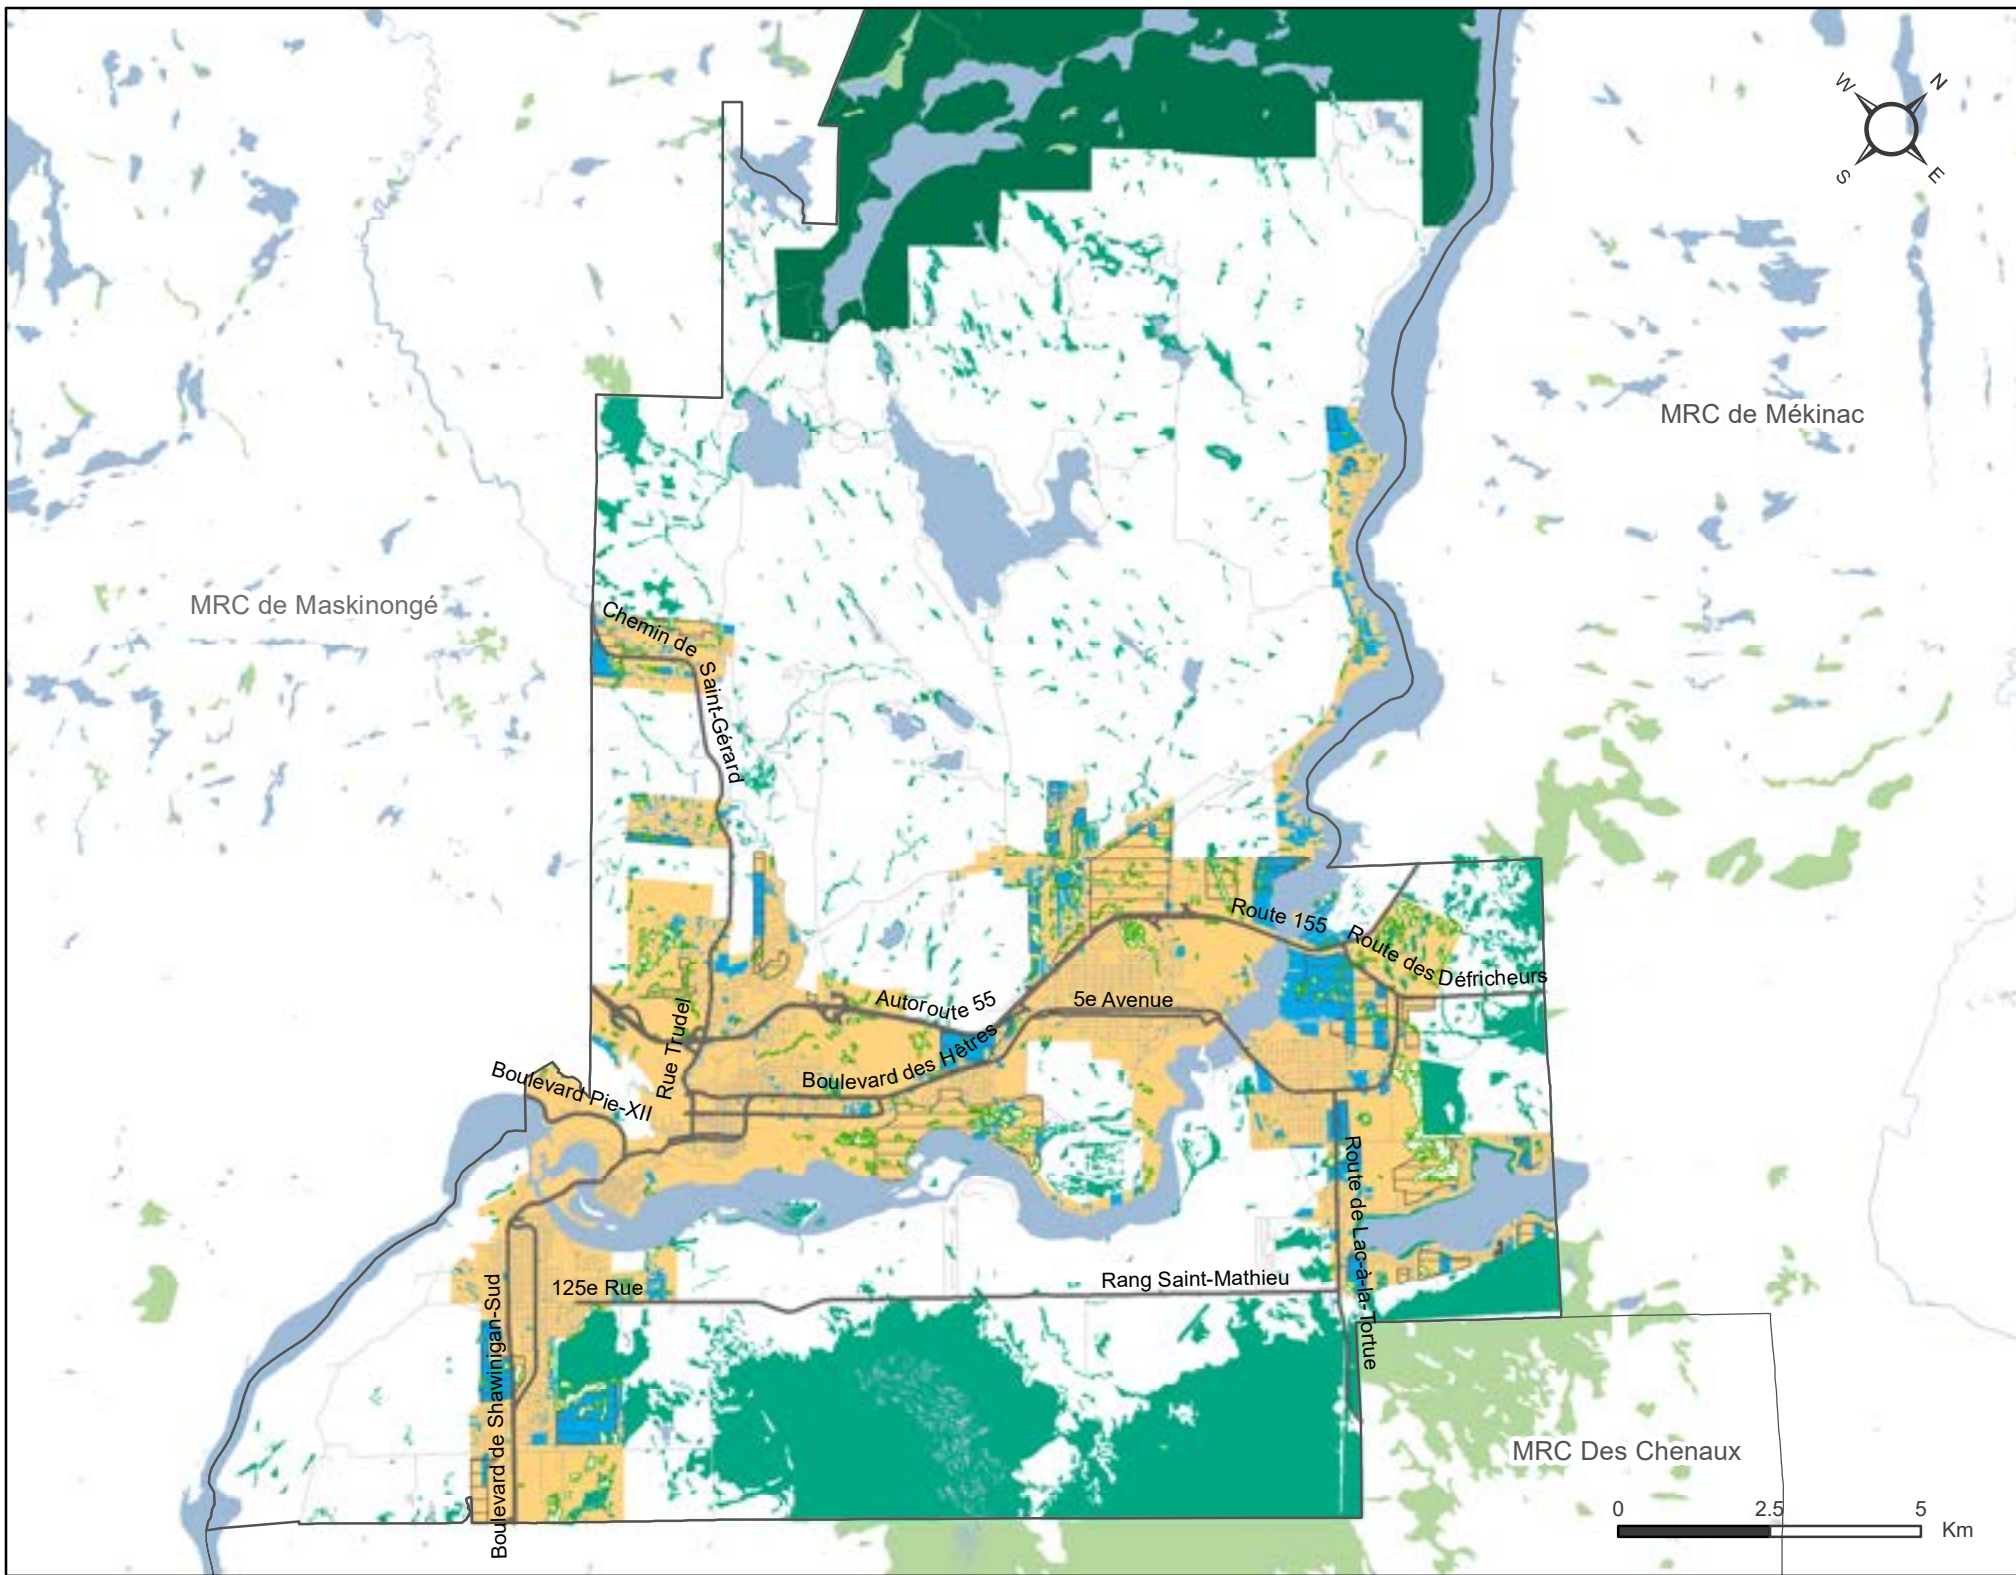 W
N
S
E
MRC de Mékinac
MRC de Maskinongé
Chemin de Saint-Gérard
Route 155
Route des Défricheurs
Autoroute 55
5e Avenue
Rue Trudel
Boulevard des Hêtres
Boulevard Pie-XII
Route de Lac-à-la-Tortue
125e Rue
Rang Saint-Mathieu
Boulevard de Shawinigan-Sud
MRC Des Chenaux
0 2.5 5 Km